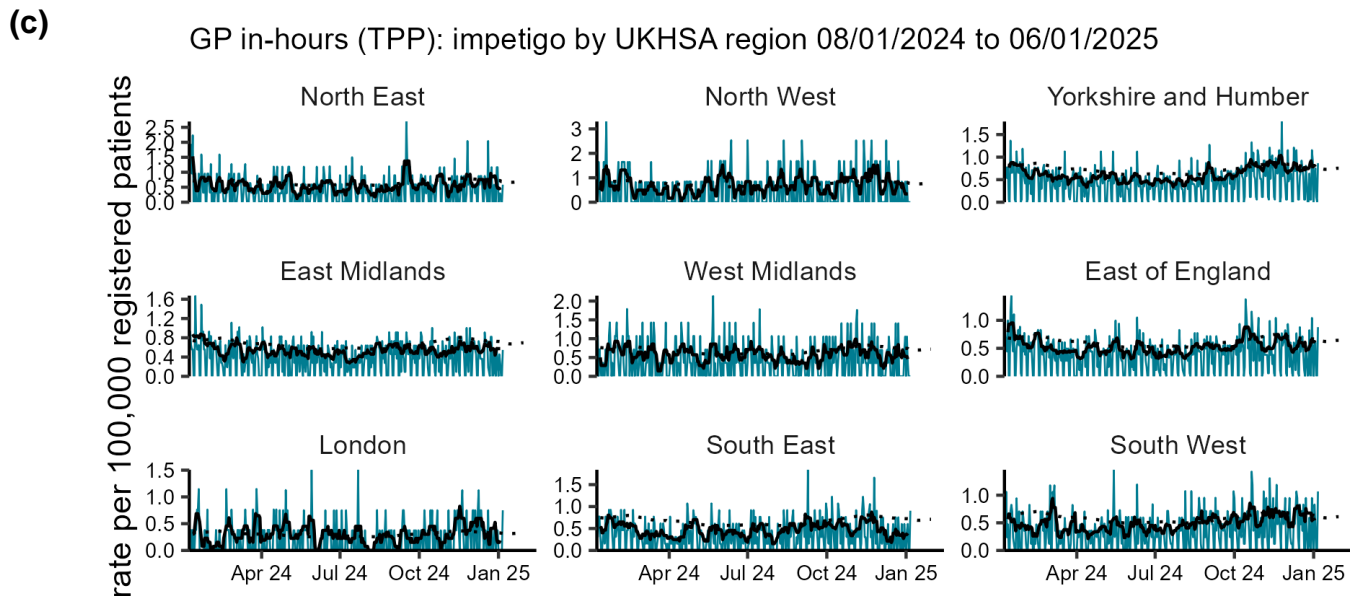 (c)
GP in-hours (TPP): impetigo by UKHSA region 08/01/2024 to 06/01/2025
rate per 100,000 registered patients
North East
2.5
2.0
1.5
1.0
0.5
0.0
North West
3
2
1
0
Yorkshire and Humber
1.5
1.0
0.5
0.0
East Midlands
1.6
1.2
0.8
0.4
0.0
West Midlands
2.0
1.5
1.0
0.5
0.0
East of England
1.0
0.5
0.0
London
1.5
1.0
0.5
0.0
Apr 24 Jul 24 Oct 24 Jan 25
South East
1.5
1.0
0.5
0.0
Apr 24 Jul 24 Oct 24 Jan 25
South West
1.0
0.5
0.0
Apr 24 Jul 24 Oct 24 Jan 25